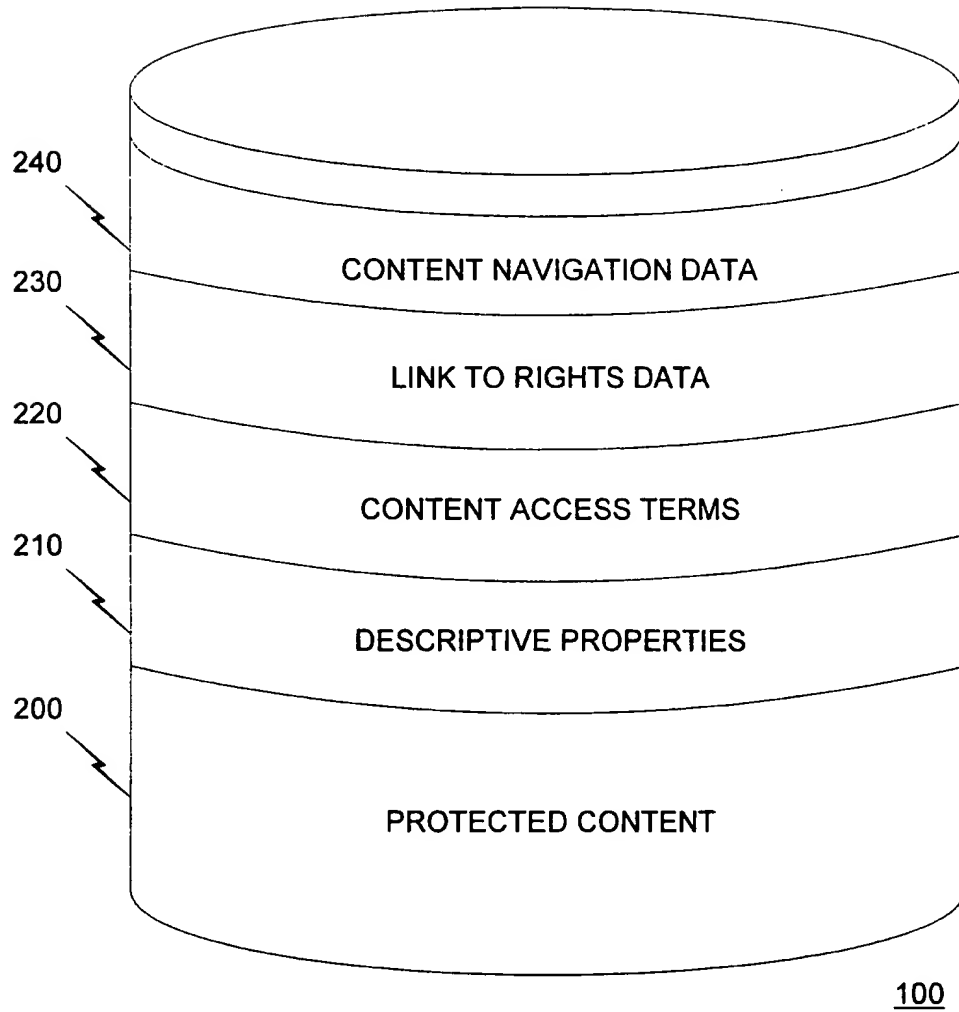 240
CONTENT NAVIGATION DATA
230
LINK TO RIGHTS DATA
220
CONTENT ACCESS TERMS
210
DESCRIPTIVE PROPERTIES
200
PROTECTED CONTENT
100